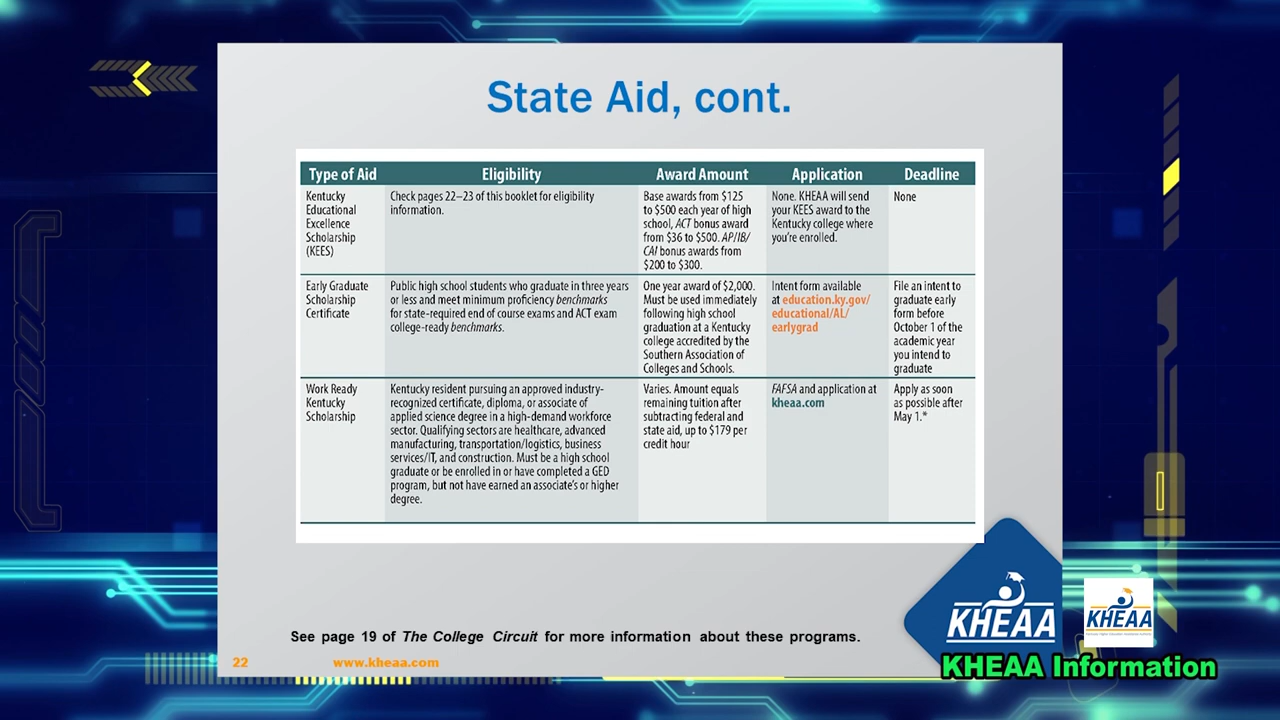 State Aid, cont.
Type of Aid Eligibility Award Amount Application Deadline
Kentucky
Educational
Excellence
Scholarship
(KEES)
Check pages 22–23 of this booklet for eligibility
information.
Base awards from $125
to $500 each year of high
school, ACT bonus award
from $36 to $500. AP/IB/
CAI bonus awards from
$200 to $300.
None. KHEAA will send
your KEES award to the
Kentucky college where
you're enrolled.
None
Early Graduate
Scholarship
Certificate
Public high school students who graduate in three years
or less and meet minimum proficiency benchmarks
for state-required end of course exams and ACT exam
college-ready benchmarks.
One year award of $2,000.
Must be used immediately
following high school
graduation at a Kentucky
college accredited by the
Southern Association of
Colleges and Schools.
Intent form available
at education.ky.gov/
educational/AL/
earlygrad
File an intent to
graduate early
form before
October 1 of the
academic year
you intend to
graduate
Work Ready
Kentucky
Scholarship
Kentucky resident pursuing an approved industry-
recognized certificate, diploma, or associate of
applied science degree in a high-demand workforce
sector. Qualifying sectors are healthcare, advanced
manufacturing, transportation/logistics, business
services/IT, and construction. Must be a high school
graduate or be enrolled in or have completed a GED
program, but not have earned an associate's or higher
degree.
Varies. Amount equals
remaining tuition after
subtracting federal and
state aid, up to $179 per
credit hour
FAFSA and application at
kheaa.com
Apply as soon
as possible after
May 1.*
See page 19 of The College Circuit for more information about these programs.
22 www.kheaa.com
KHEAA
KHEAA
KHEAA Information